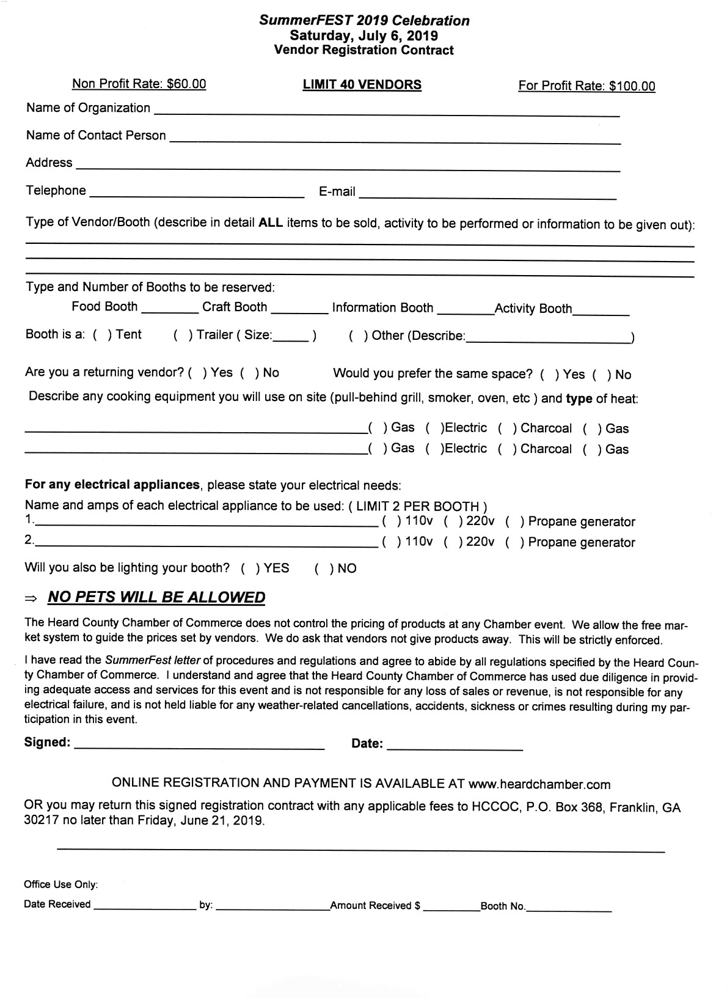 SummerFEST 2019 Celebration
Saturday, July 6, 2019
Vendor Registration Contract
Non Profit Rate: $60.00 LIMIT 40 VENDORS For Profit Rate: $100.00
Name of Organization
Name of Contact Person
Address
Telephone E-mail
Type of Vendor/Booth (describe in detail ALL items to be sold, activity to be performed or information to be given out):
Type and Number of Booths to be reserved:
Food Booth ________ Craft Booth ________ Information Booth ________Activity Booth________
Booth is a: ( ) Tent ( ) Trailer ( Size:_____ ) ( ) Other (Describe:_______________________)
Are you a returning vendor? ( ) Yes ( ) No Would you prefer the same space? ( ) Yes ( ) No
Describe any cooking equipment you will use on site (pull-behind grill, smoker, oven, etc ) and type of heat:
( ) Gas ( )Electric ( ) Charcoal ( ) Gas
( ) Gas ( )Electric ( ) Charcoal ( ) Gas
For any electrical appliances, please state your electrical needs:
Name and amps of each electrical appliance to be used: ( LIMIT 2 PER BOOTH )
1. ( ) 110v ( ) 220v ( ) Propane generator
2. ( ) 110v ( ) 220v ( ) Propane generator
Will you also be lighting your booth? ( ) YES ( ) NO
⇒ NO PETS WILL BE ALLOWED
The Heard County Chamber of Commerce does not control the pricing of products at any Chamber event. We allow the free mar-
ket system to guide the prices set by vendors. We do ask that vendors not give products away. This will be strictly enforced.
I have read the SummerFest letter of procedures and regulations and agree to abide by all regulations specified by the Heard Coun-
ty Chamber of Commerce. I understand and agree that the Heard County Chamber of Commerce has used due diligence in provid-
ing adequate access and services for this event and is not responsible for any loss of sales or revenue, is not responsible for any
electrical failure, and is not held liable for any weather-related cancellations, accidents, sickness or crimes resulting during my par-
ticipation in this event.
Signed: Date:
ONLINE REGISTRATION AND PAYMENT IS AVAILABLE AT www.heardchamber.com
OR you may return this signed registration contract with any applicable fees to HCCOC, P.O. Box 368, Franklin, GA
30217 no later than Friday, June 21, 2019.
Office Use Only:
Date Received ______________ by: ________________Amount Received $ ________Booth No.____________